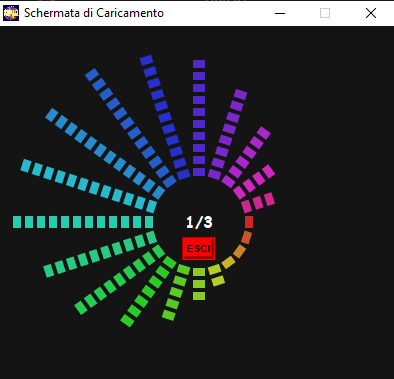 Schermata di Caricamento
1/3
ESCI